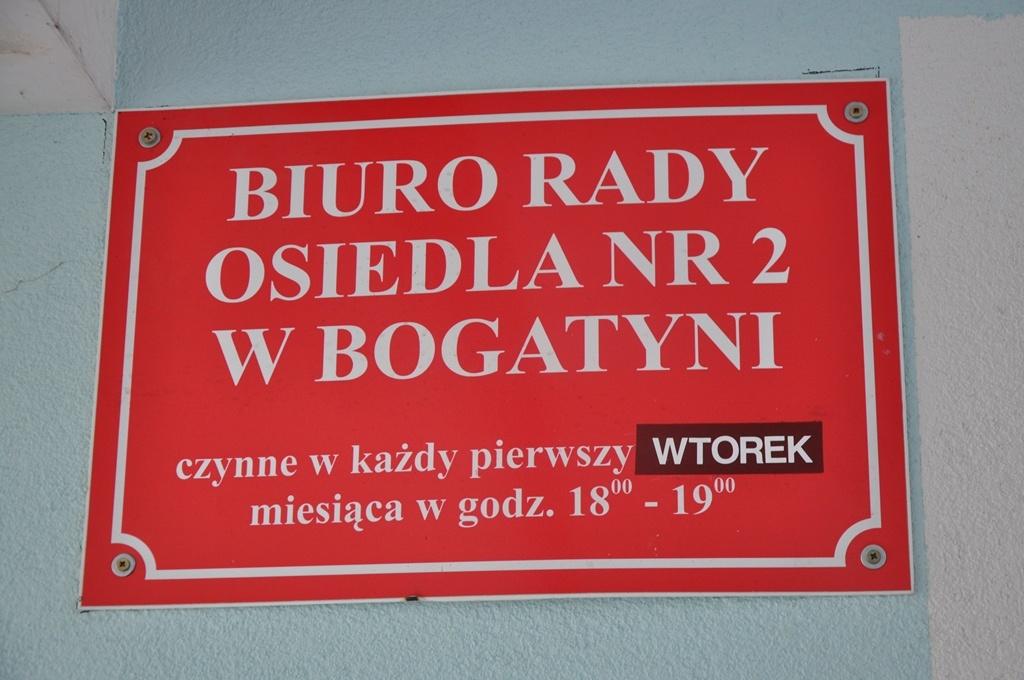 BIURO RADY
OSIEDLA NR 2
W BOGATYNI
czynne w każdy pierwszy WTOREK
miesiąca w godz. 18⁰⁰ - 19⁰⁰